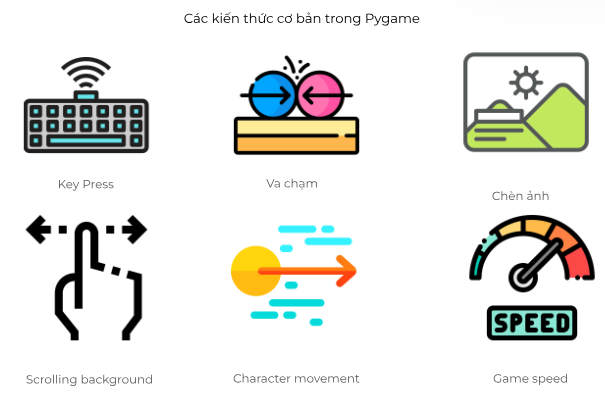 Các kiến thức cơ bản trong Pygame
Key Press
Va chạm
Chèn ảnh
SPEED
Scrolling background
Character movement
Game speed